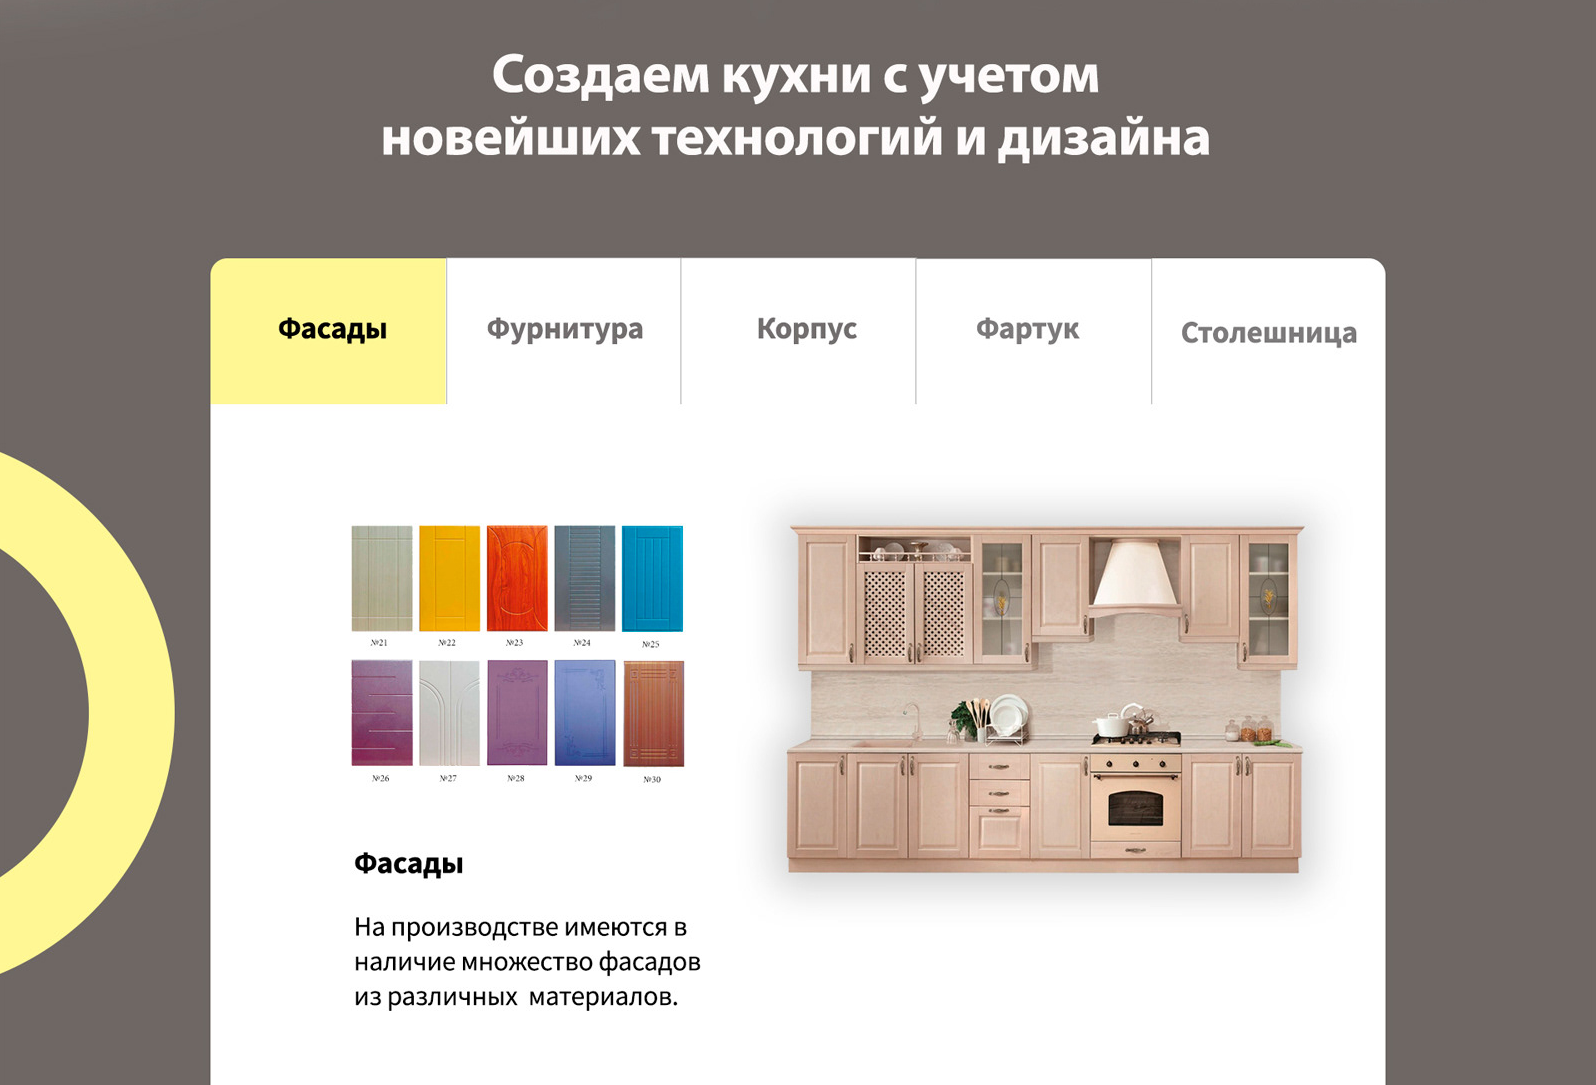 Создаем кухни с учетом
новейших технологий и дизайна
Фасады
Фурнитура
Корпус
Фартук
Столешница
№21
№22
№23
№24
№25
№26
№27
№28
№29
№30
Фасады
На производстве имеются в
наличие множество фасадов
из различных материалов.